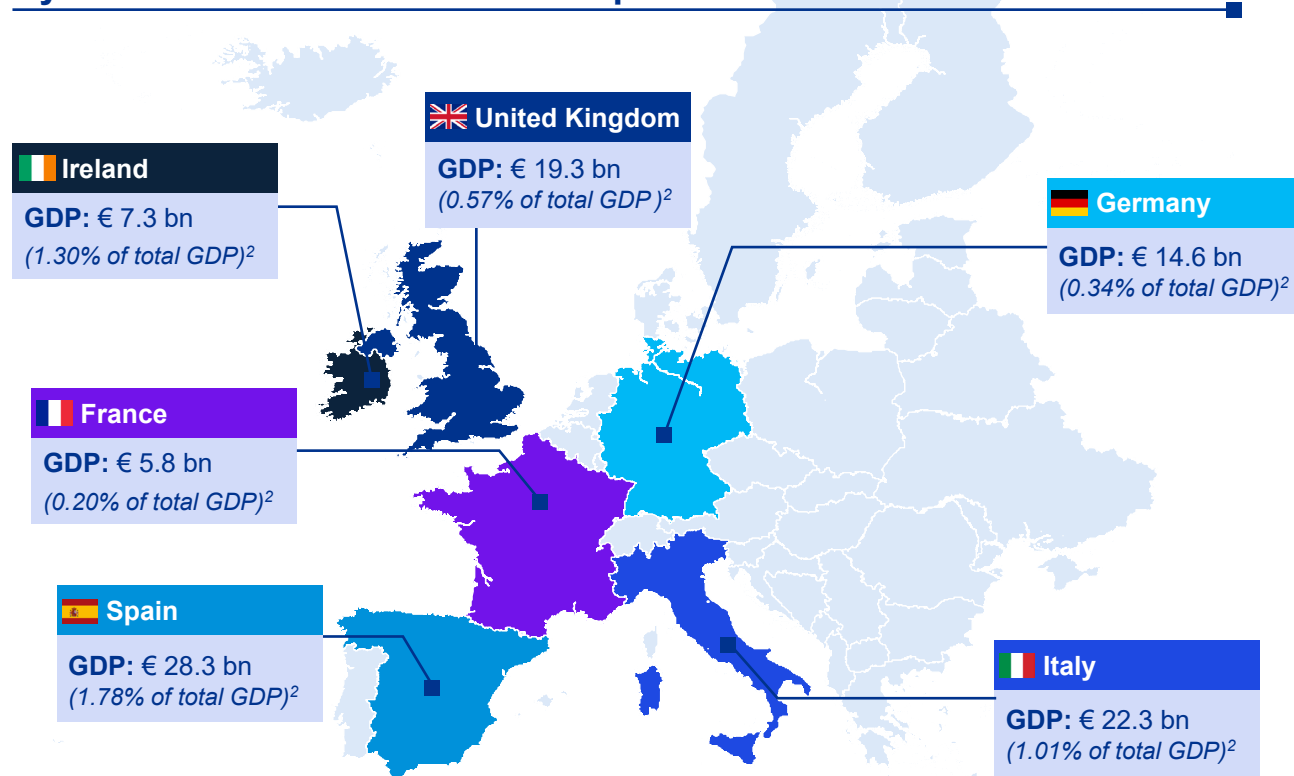 United Kingdom
GDP: € 19.3 bn
(0.57% of total GDP )2
Ireland
GDP: € 7.3 bn
(1.30% of total GDP)2
Germany
GDP: € 14.6 bn
(0.34% of total GDP)2
France
GDP: € 5.8 bn
(0.20% of total GDP)2
Spain
GDP: € 28.3 bn
(1.78% of total GDP)2
Italy
GDP: € 22.3 bn
(1.01% of total GDP)2